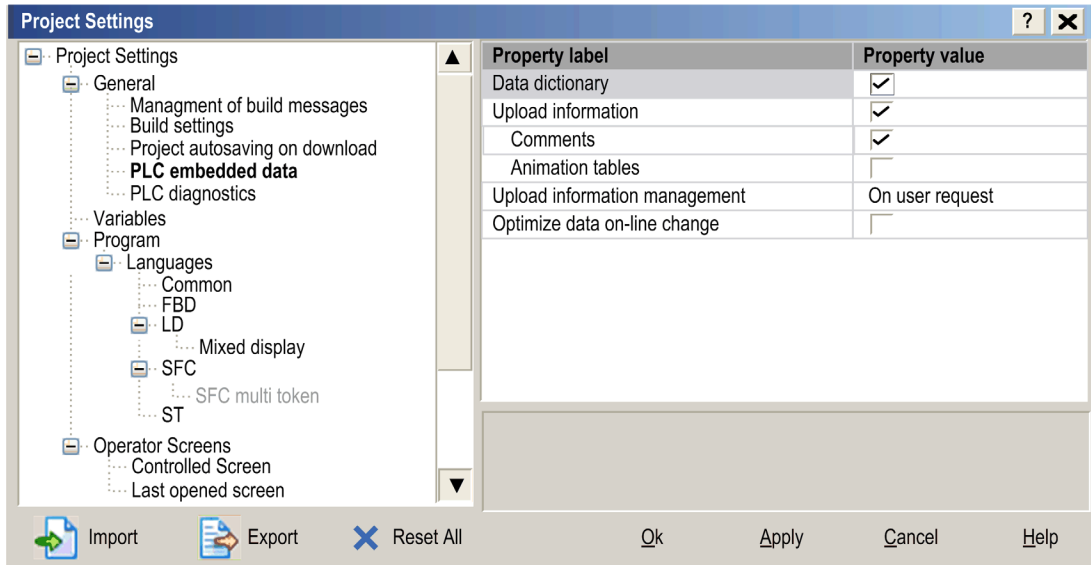 Project Settings
?
Project Settings
General
Managment of build messages
Build settings
Project autosaving on download
PLC embedded data
PLC diagnostics
Variables
Program
Languages
Common
FBD
LD
Mixed display
SFC
SFC multi token
ST
Operator Screens
Controlled Screen
Last opened screen
Property label Property value
Data dictionary
Upload information
Comments
Animation tables
Upload information management On user request
Optimize data on-line change
Import Export Reset All Ok Apply Cancel Help